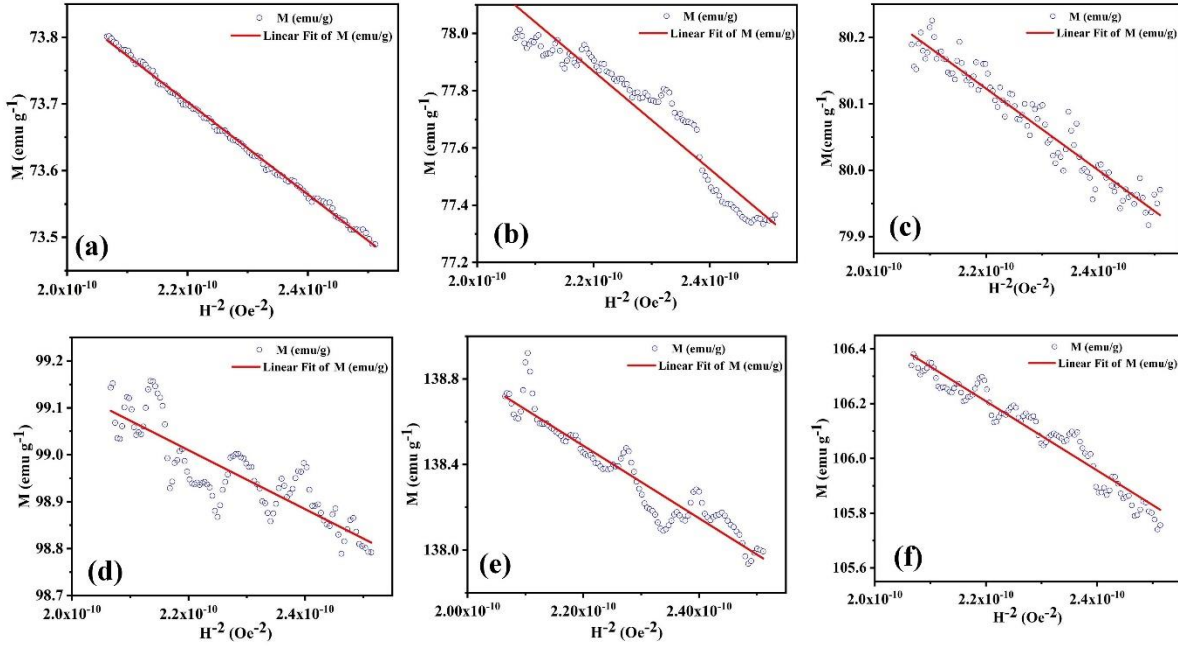 M (emu/g)
Linear Fit of M (emu/g)
73.8
73.7
73.6
73.5
M (emu g⁻¹)
(a)
2.0x10⁻¹⁰
2.2x10⁻¹⁰
2.4x10⁻¹⁰
H⁻² (Oe⁻²)
M (emu/g)
Linear Fit of M (emu/g)
78.0
77.8
77.6
77.4
77.2
M (emu g⁻¹)
(b)
2.0x10⁻¹⁰
2.2x10⁻¹⁰
2.4x10⁻¹⁰
H⁻² (Oe⁻²)
M (emu/g)
Linear Fit of M (emu/g)
80.2
80.1
80.0
79.9
M(emu g⁻¹)
(c)
2.0x10⁻¹⁰
2.2x10⁻¹⁰
2.4x10⁻¹⁰
H⁻²(Oe⁻²)
M (emu/g)
Linear Fit of M (emu/g)
99.2
99.1
99.0
98.9
98.8
98.7
M (emu g⁻¹)
(d)
2.0x10⁻¹⁰
2.2x10⁻¹⁰
2.4x10⁻¹⁰
H⁻² (Oe⁻²)
M (emu/g)
Linear Fit of M (emu/g)
138.8
138.4
138.0
M (emu g⁻¹)
(e)
2.00x10⁻¹⁰
2.20x10⁻¹⁰
2.40x10⁻¹⁰
H⁻² (Oe⁻²)
M (emu/g)
Linear Fit of M (emu/g)
106.4
106.2
106.0
105.8
105.6
M (emu g⁻¹)
(f)
2.0x10⁻¹⁰
2.2x10⁻¹⁰
2.4x10⁻¹⁰
H⁻² (Oe⁻²)